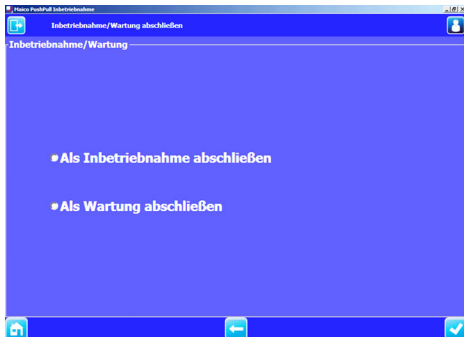 Maico PushPull Inbetriebnahme
Inbetriebnahme/Wartung abschließen
Inbetriebnahme/Wartung
Als Inbetriebnahme abschließen
Als Wartung abschließen